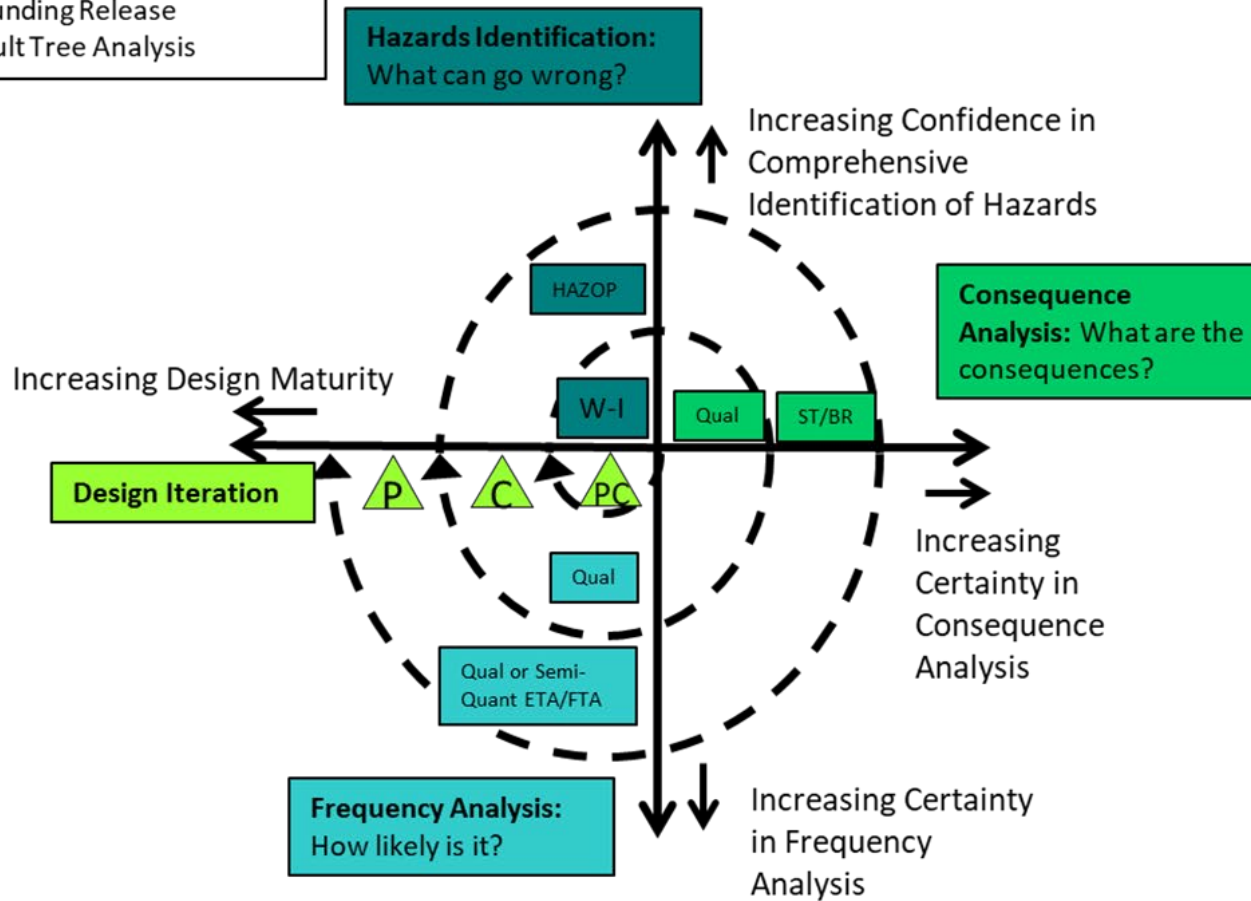 Tree Analysis
Release
Hazards Identification:
What can go wrong?
Increasing Confidence in
Comprehensive
Identification of Hazards
HAZOP
Consequence
Analysis: What are the
consequences?
Increasing Design Maturity
W-I
Qual
ST/BR
Design Iteration
P
C
PC
Qual
Increasing
Certainty in
Consequence
Analysis
Qual or Semi-
Quant ETA/FTA
Frequency Analysis:
How likely is it?
Increasing Certainty
in Frequency
Analysis